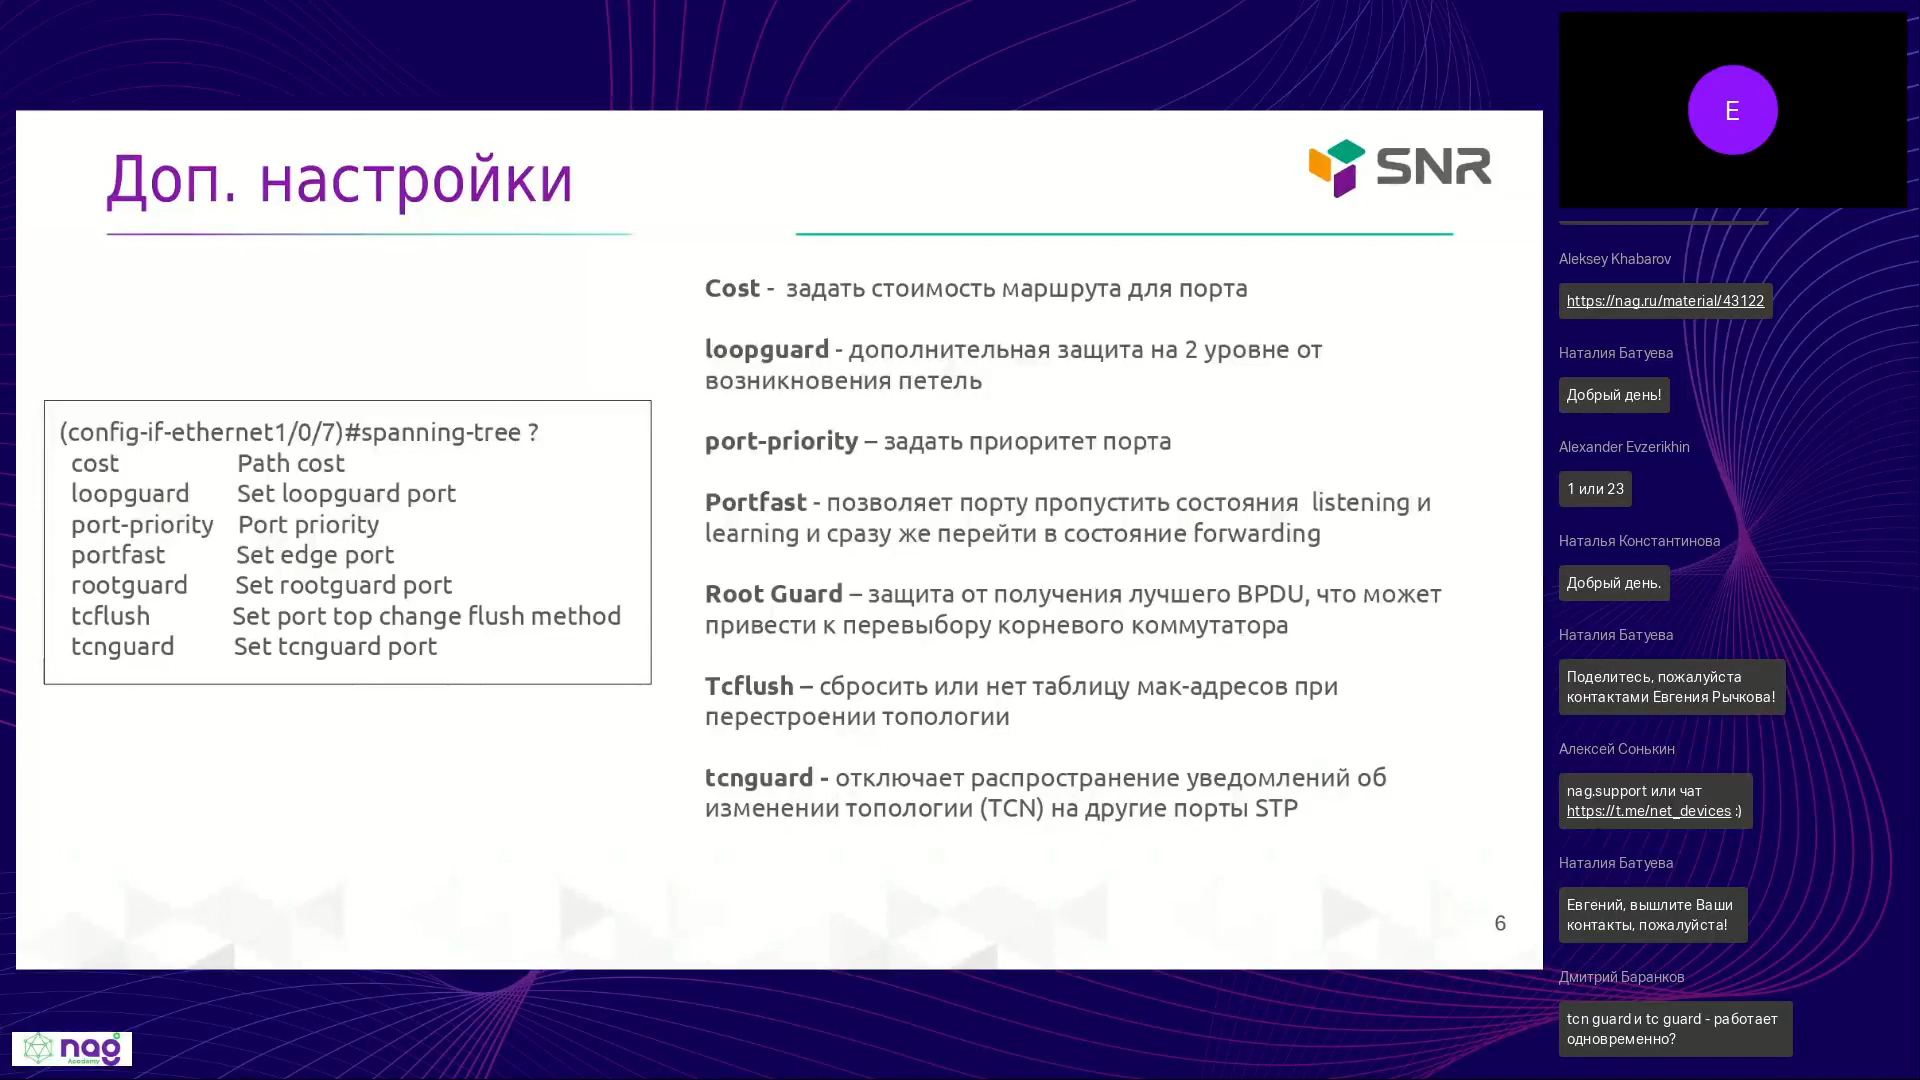 Доп. настройки
SNR
(config-if-ethernet1/0/7)#spanning-tree ?
cost Path cost
loopguard Set loopguard port
port-priority Port priority
portfast Set edge port
rootguard Set rootguard port
tcflush Set port top change flush method
tcnguard Set tcnguard port
Cost - задать стоимость маршрута для порта
loopguard - дополнительная защита на 2 уровне от
возникновения петель
port-priority – задать приоритет порта
Portfast - позволяет порту пропустить состояния listening и
learning и сразу же перейти в состояние forwarding
Root Guard – защита от получения лучшего BPDU, что может
привести к перевыбору корневого коммутатора
Tcflush – сбросить или нет таблицу мак-адресов при
перестроении топологии
tcnguard - отключает распространение уведомлений об
изменении топологии (TCN) на другие порты STP
6
nag
Academy
E
Aleksey Khabarov
https://nag.ru/material/43122
Наталия Батуева
Добрый день!
Alexander Evzerikhin
1 или 23
Наталья Константинова
Добрый день.
Наталия Батуева
Поделитесь, пожалуйста
контактами Евгения Рычкова!
Алексей Сонькин
nag.support или чат
https://t.me/net_devices :)
Наталия Батуева
Евгений, вышлите Ваши
контакты, пожалуйста!
Дмитрий Баранков
tcn guard и tc guard - работает
одновременно?